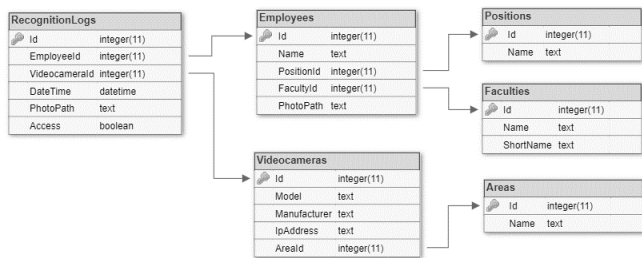 RecognitionLogs
Id integer(11)
EmployeeId integer(11)
VideocameraId integer(11)
DateTime datetime
PhotoPath text
Access boolean
Employees
Id integer(11)
Name text
PositionId integer(11)
FacultyId integer(11)
PhotoPath text
Positions
Id integer(11)
Name text
Faculties
Id integer(11)
Name text
ShortName text
Videocameras
Id integer(11)
Model text
Manufacturer text
IpAddress text
AreaId integer(11)
Areas
Id integer(11)
Name text